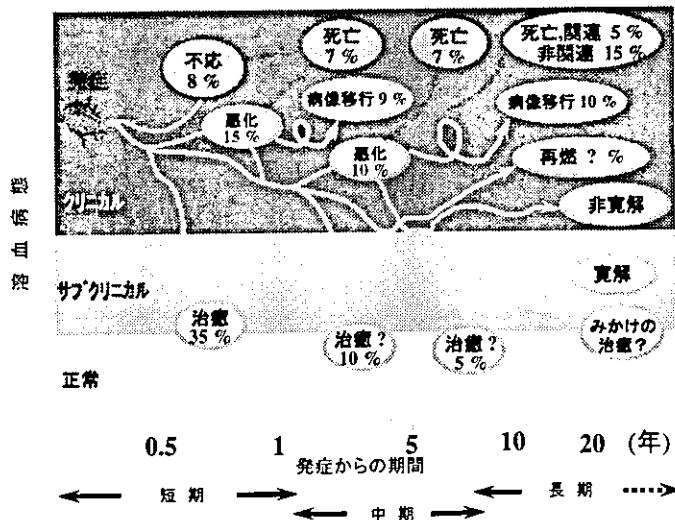 死亡
7 %
死亡
7 %
死亡,関連 5 %
非関連 15 %
不応
8 %
発症
悪化
15 %
病像移行 9 %
病像移行 10 %
悪化
10 %
再燃 ? %
クリニカル
非寛解
溶血病態
サブクリニカル
寛解
治癒
35 %
治癒 ?
10 %
治癒 ?
5 %
みかけの
治癒 ?
正常
0.5 1 5 10 20 (年)
発症からの期間
短期
中期
長期